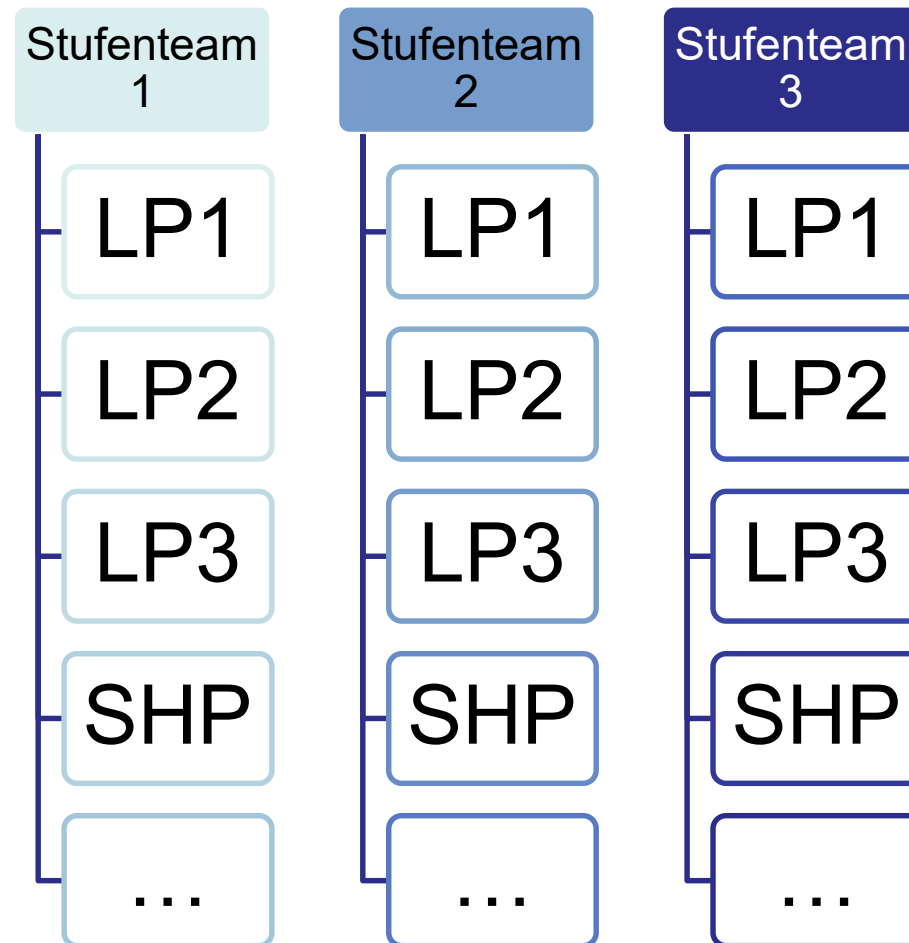 Stufenteam
1
LP1
LP2
LP3
SHP
...
Stufenteam
2
LP1
LP2
LP3
SHP
...
Stufenteam
3
LP1
LP2
LP3
SHP
...